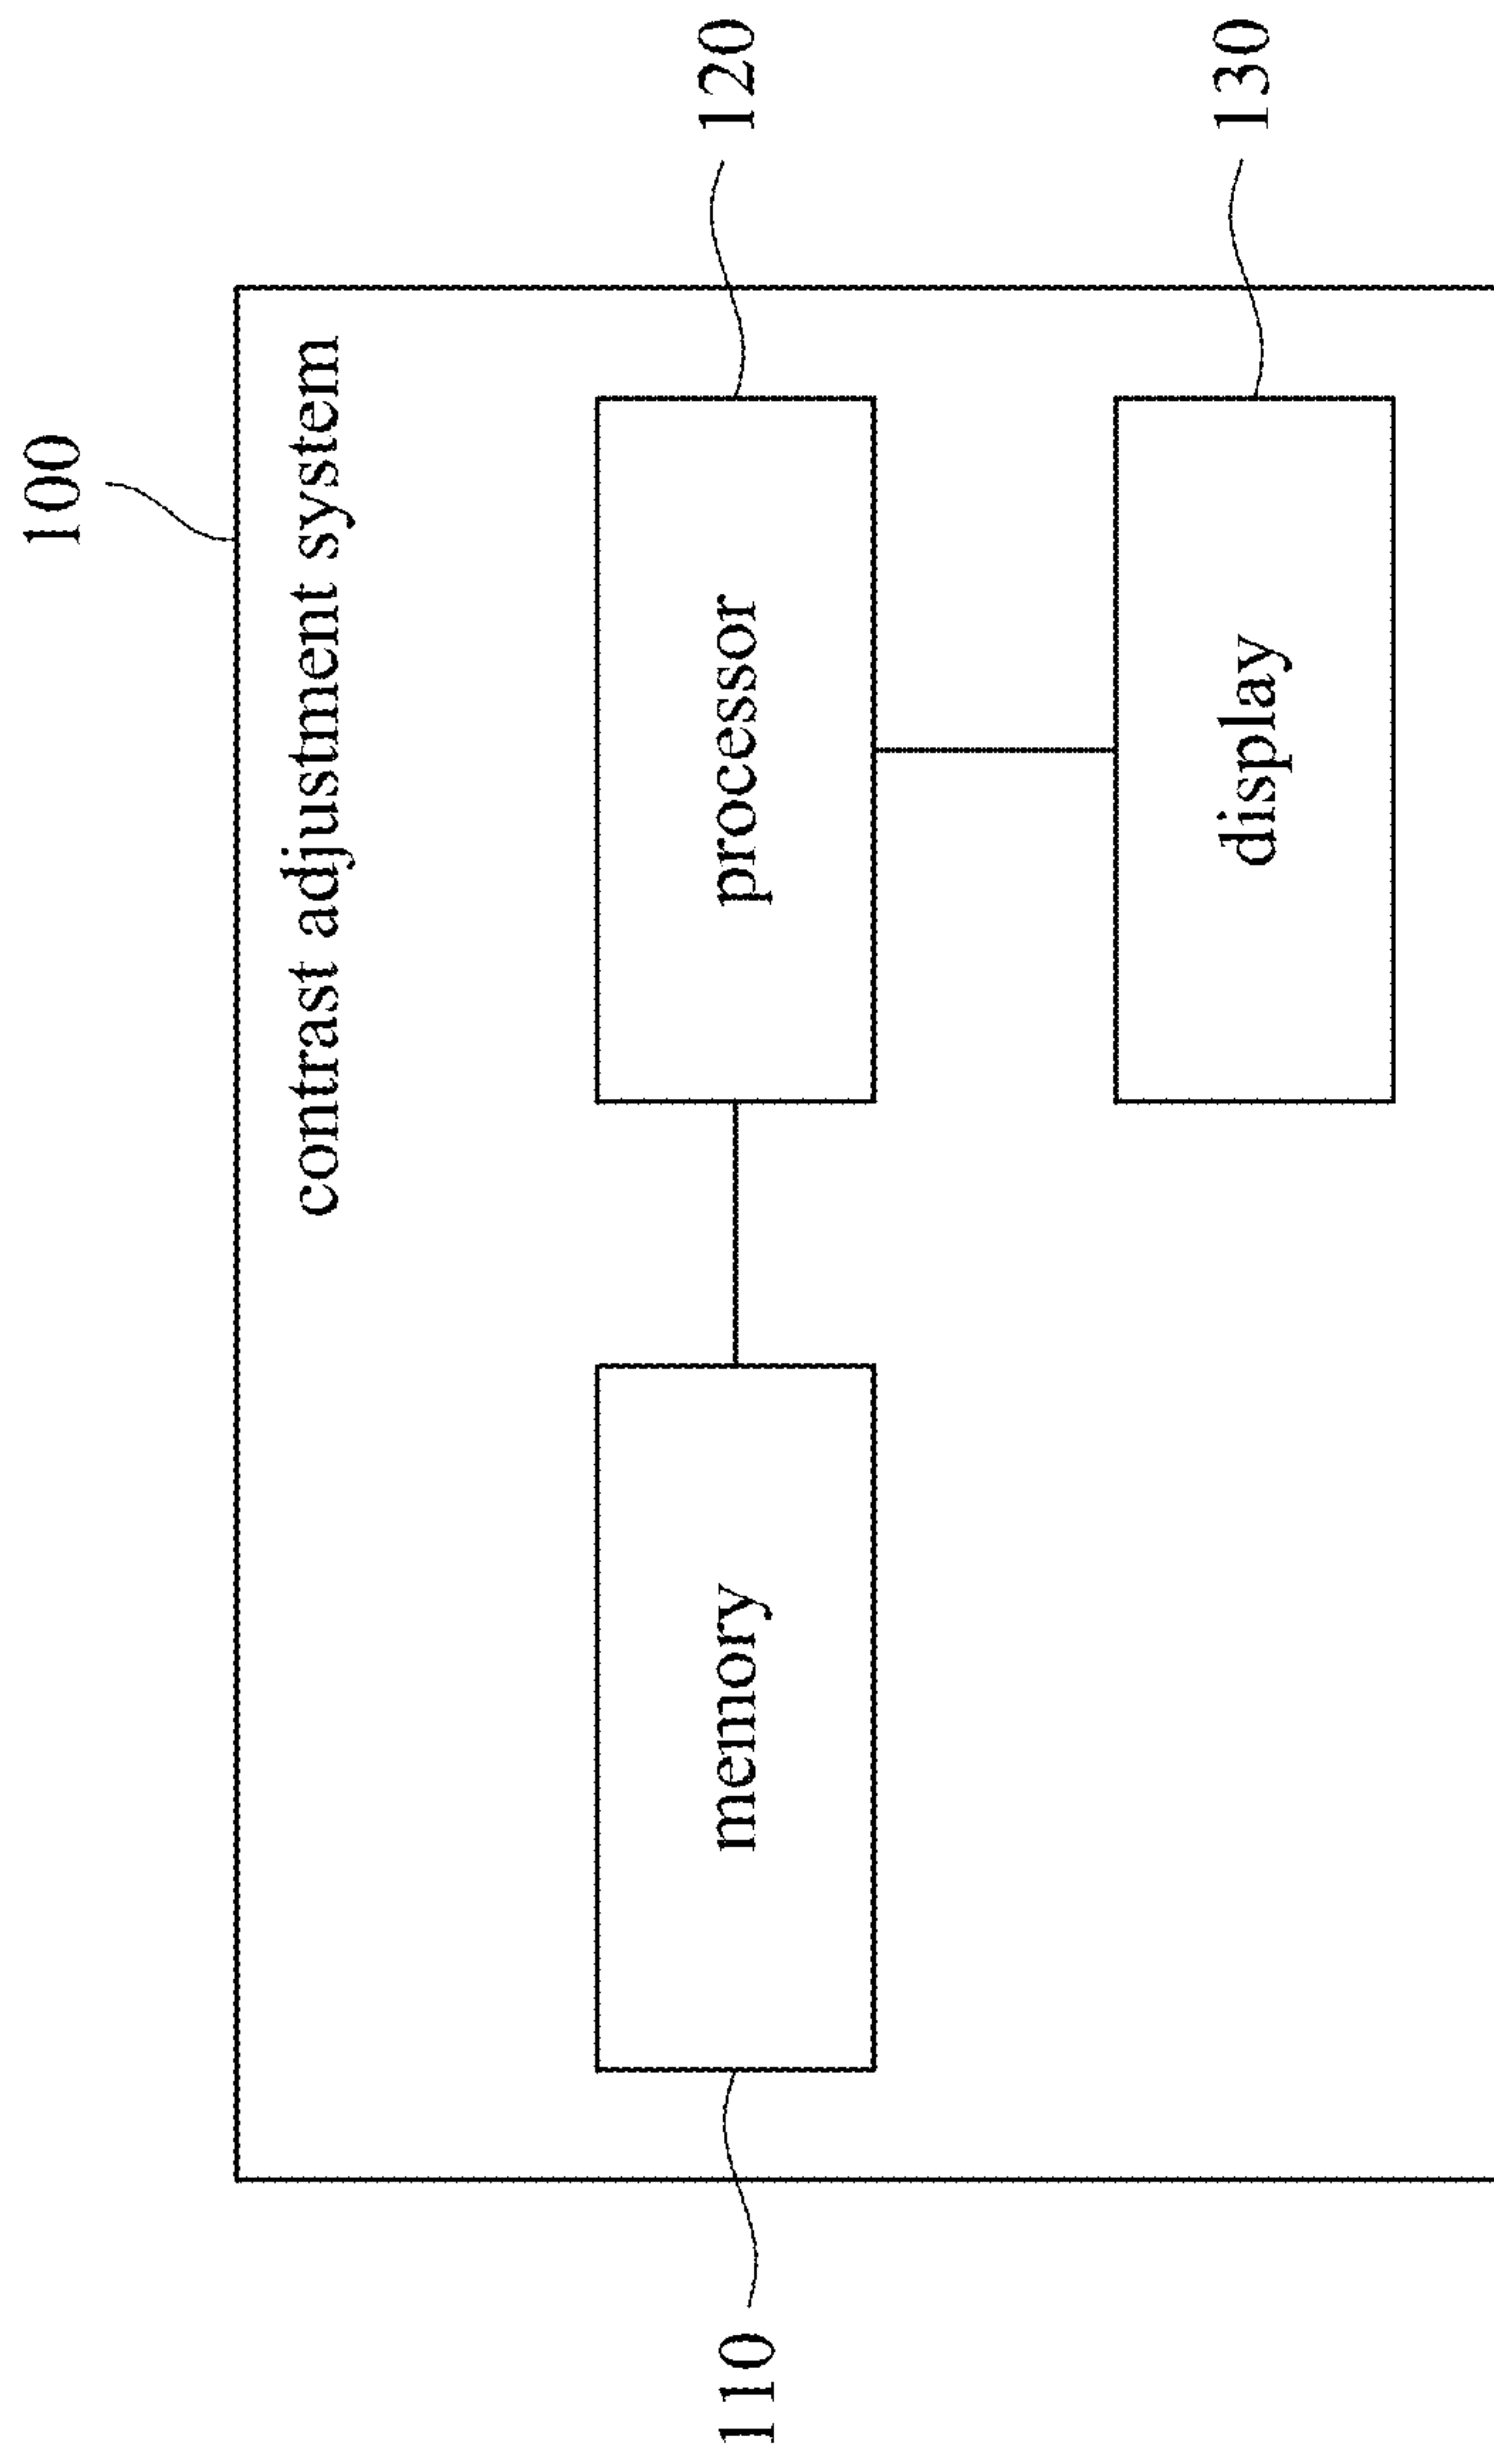 100
contrast adjustment system
110
memory
processor
120
display
130